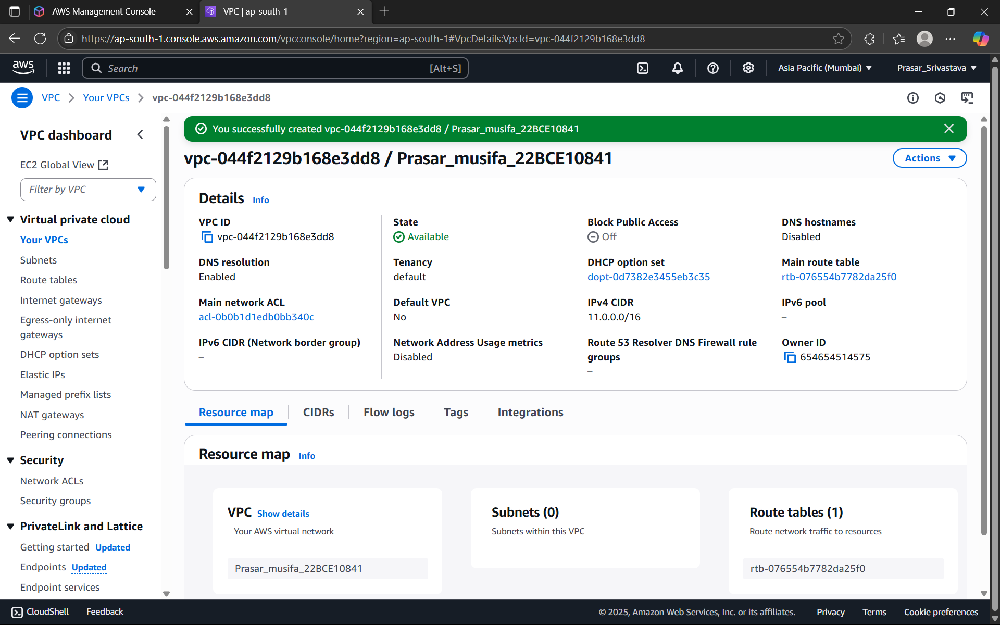 AWS Management Console
VPC | ap-south-1
https://ap-south-1.console.aws.amazon.com/vpcconsole/home?region=ap-south-1#VpcDetails:VpcId=vpc-044f2129b168e3dd8
aws
Search [Alt+S]
Asia Pacific (Mumbai)
Prasar_Srivastava
VPC
Your VPCs
vpc-044f2129b168e3dd8
VPC dashboard
EC2 Global View
Filter by VPC
Virtual private cloud
Your VPCs
Subnets
Route tables
Internet gateways
Egress-only internet
gateways
DHCP option sets
Elastic IPs
Managed prefix lists
NAT gateways
Peering connections
Security
Network ACLs
Security groups
PrivateLink and Lattice
Getting started Updated
Endpoints Updated
Endpoint services
You successfully created vpc-044f2129b168e3dd8 / Prasar_musifa_22BCE10841
vpc-044f2129b168e3dd8 / Prasar_musifa_22BCE10841
Actions
Details Info
VPC ID
vpc-044f2129b168e3dd8
State
Available
Block Public Access
Off
DNS hostnames
Disabled
DNS resolution
Enabled
Tenancy
default
DHCP option set
dopt-0d7382e3455eb3c35
Main route table
rtb-076554b7782da25f0
Main network ACL
acl-0b0b1d1edb0bb340c
Default VPC
No
IPv4 CIDR
11.0.0.0/16
IPv6 pool
–
IPv6 CIDR (Network border group)
–
Network Address Usage metrics
Disabled
Route 53 Resolver DNS Firewall rule
groups
–
Owner ID
654654514575
Resource map
CIDRs
Flow logs
Tags
Integrations
Resource map Info
VPC Show details
Your AWS virtual network
Prasar_musifa_22BCE10841
Subnets (0)
Subnets within this VPC
Route tables (1)
Route network traffic to resources
rtb-076554b7782da25f0
CloudShell
Feedback
© 2025, Amazon Web Services, Inc. or its affiliates.
Privacy
Terms
Cookie preferences